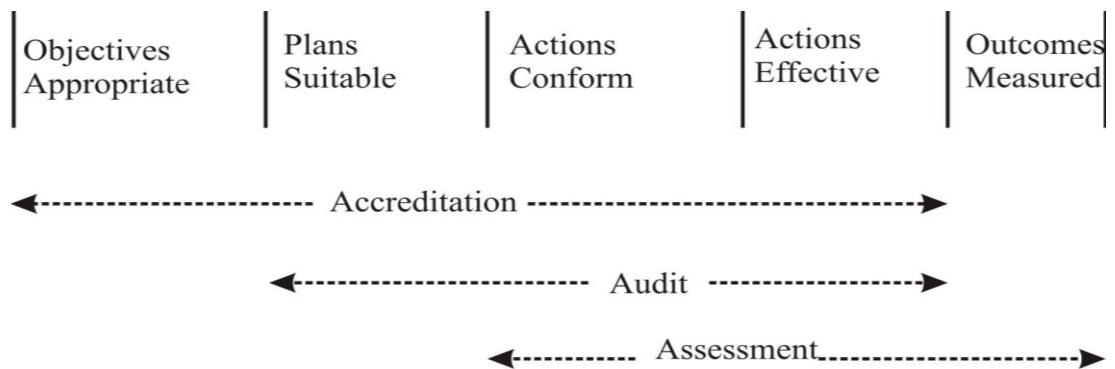 Objectives
Appropriate
Plans
Suitable
Actions
Conform
Actions
Effective
Outcomes
Measured
Accreditation
Audit
Assessment